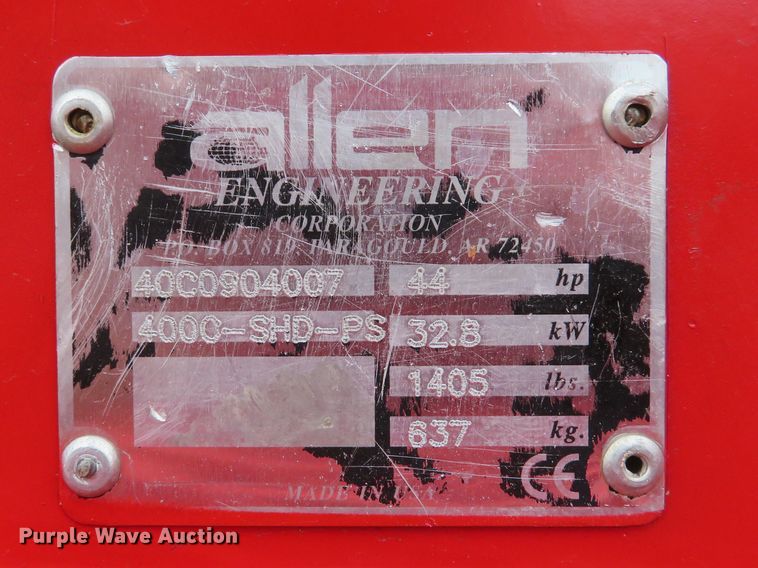 allen
ENGINEERING
CORPORATION
P.O. BOX 819, PARAGOULD, AR 72450
40C0904007 44 hp
400C-SHD-PS 32.8 kW
1405 lbs.
637 kg.
CE
MADE IN USA
Purple Wave Auction